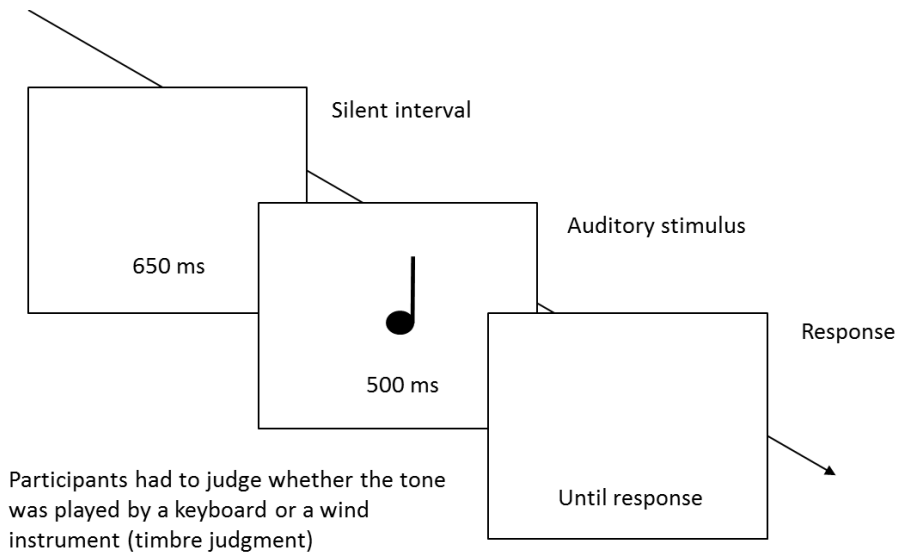 Silent interval
650 ms
Auditory stimulus
500 ms
Response
Until response
Participants had to judge whether the tone
was played by a keyboard or a wind
instrument (timbre judgment)